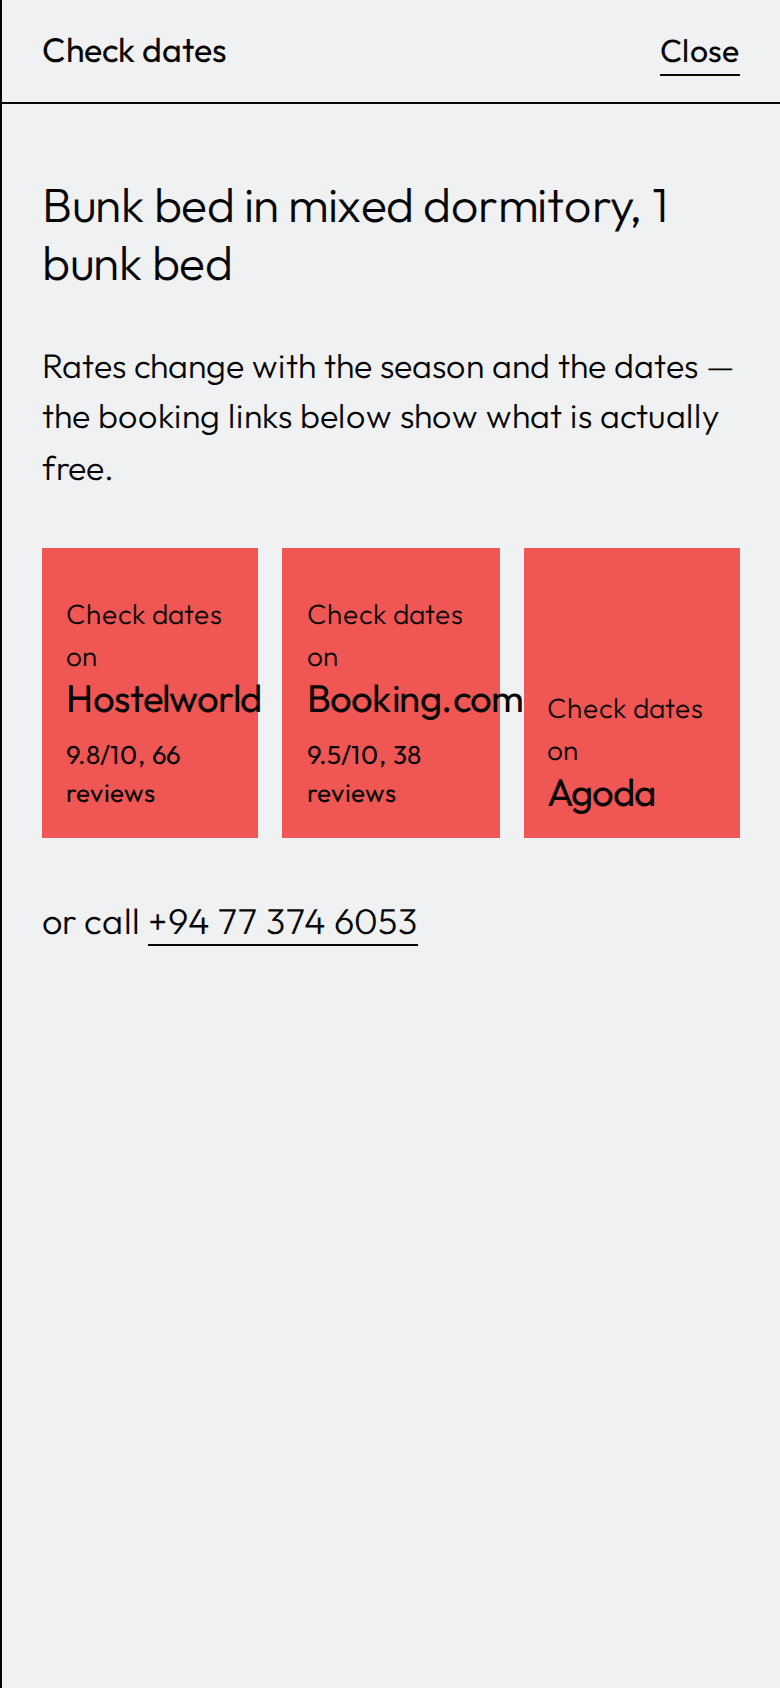 Check dates
Close
Bunk bed in mixed dormitory, 1
bunk bed
Rates change with the season and the dates —
the booking links below show what is actually
free.
Check dates
on
Hostelworld
9.8/10, 66
reviews
Check dates
on
Booking.com
9.5/10, 38
reviews
Check dates
on
Agoda
or call +94 77 374 6053